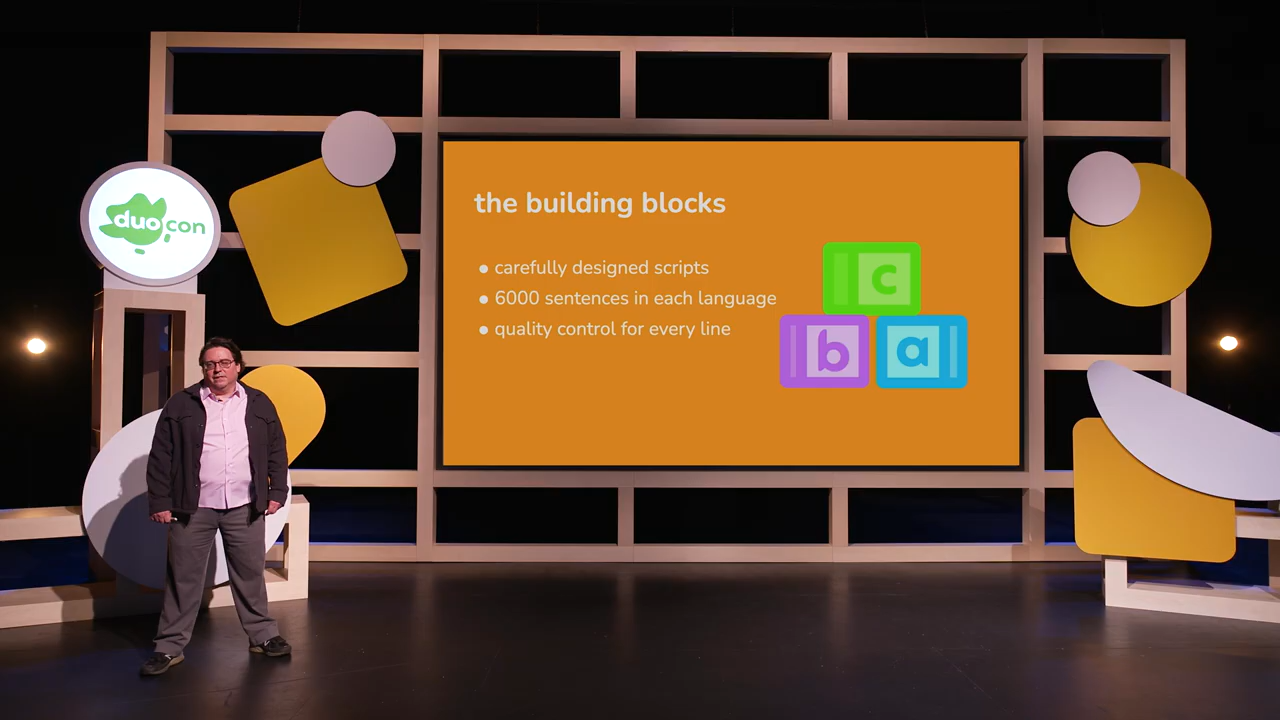 duocon
the building blocks
• carefully designed scripts
• 6000 sentences in each language
• quality control for every line
c
b a